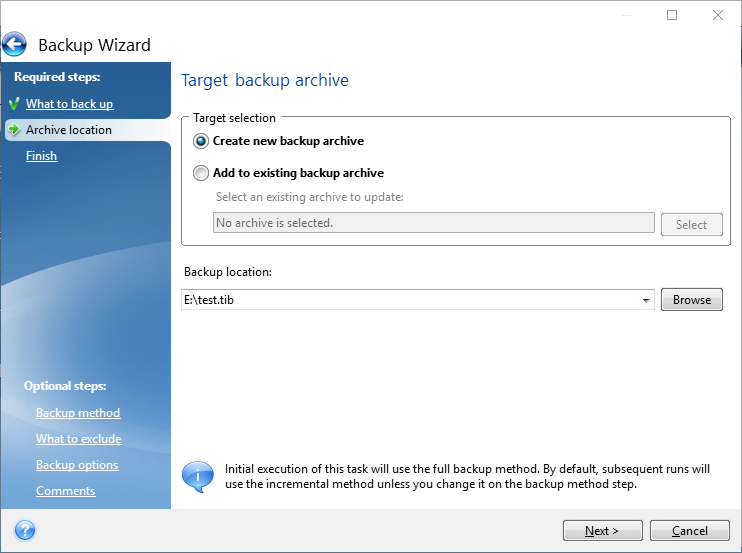 Backup Wizard
Required steps:
What to back up
Archive location
Finish
Optional steps:
Backup method
What to exclude
Backup options
Comments
Target backup archive
Target selection
Create new backup archive
Add to existing backup archive
Select an existing archive to update:
No archive is selected.
Select
Backup location:
E:\test.tib
Browse
Initial execution of this task will use the full backup method. By default, subsequent runs will
use the incremental method unless you change it on the backup method step.
Next >
Cancel